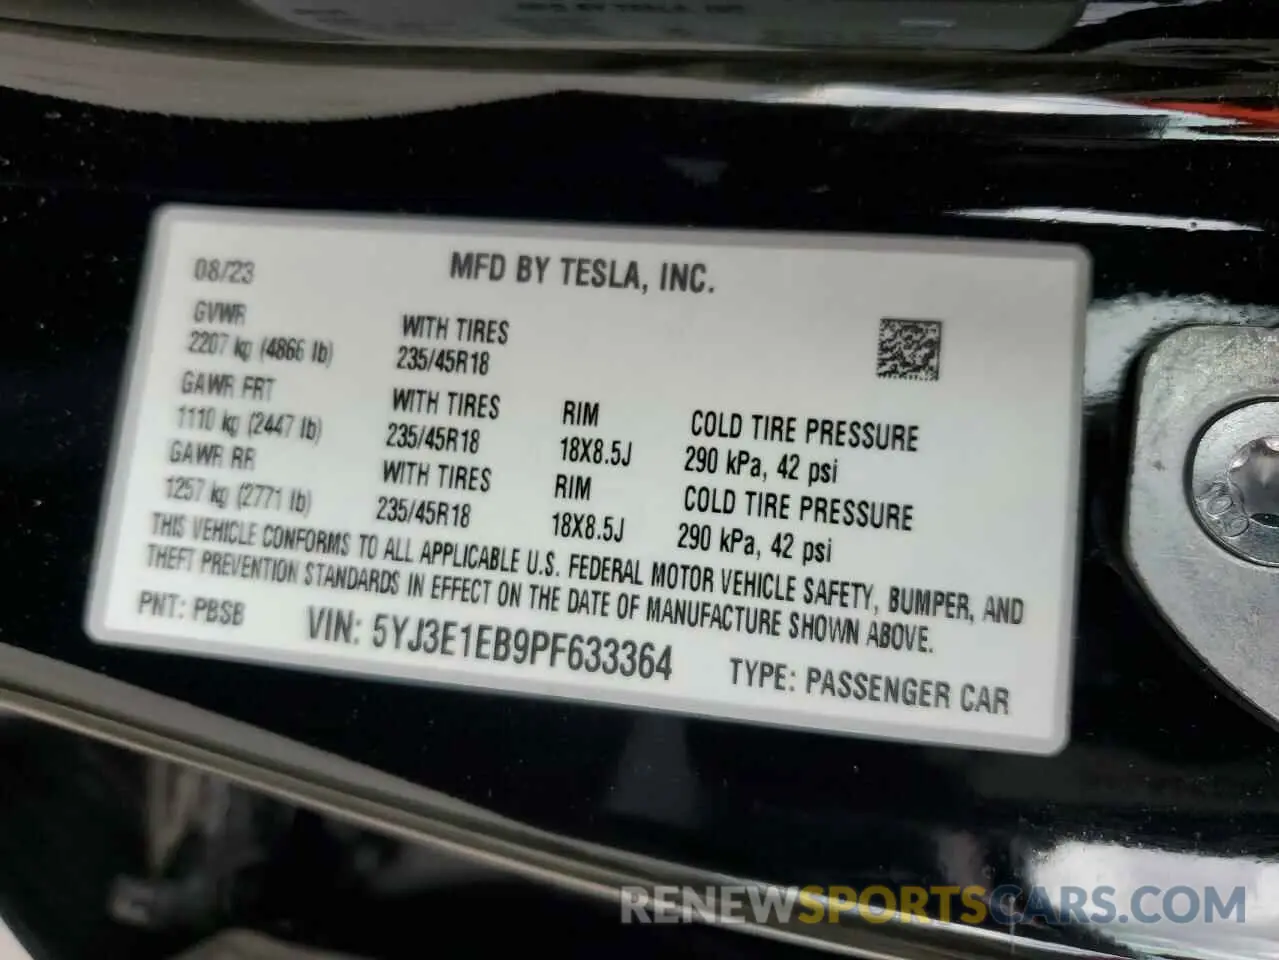 MFD BY TESLA, INC.
08/23
MFD BY TESLA, INC.
GVWR
2207 kg (4866 lb)
WITH TIRES
235/45R18
GAWR FRT
1110 kg (2447 lb)
WITH TIRES
235/45R18
RIM
18X8.5J
COLD TIRE PRESSURE
290 kPa, 42 psi
GAWR RR
1257 kg (2771 lb)
WITH TIRES
235/45R18
RIM
18X8.5J
COLD TIRE PRESSURE
290 kPa, 42 psi
THIS VEHICLE CONFORMS TO ALL APPLICABLE U.S. FEDERAL MOTOR VEHICLE SAFETY, BUMPER, AND
THEFT PREVENTION STANDARDS IN EFFECT ON THE DATE OF MANUFACTURE SHOWN ABOVE.
PNT: PBSB VIN: 5YJ3E1EB9PF633364 TYPE: PASSENGER CAR
RENEWSPORTSCARS.COM